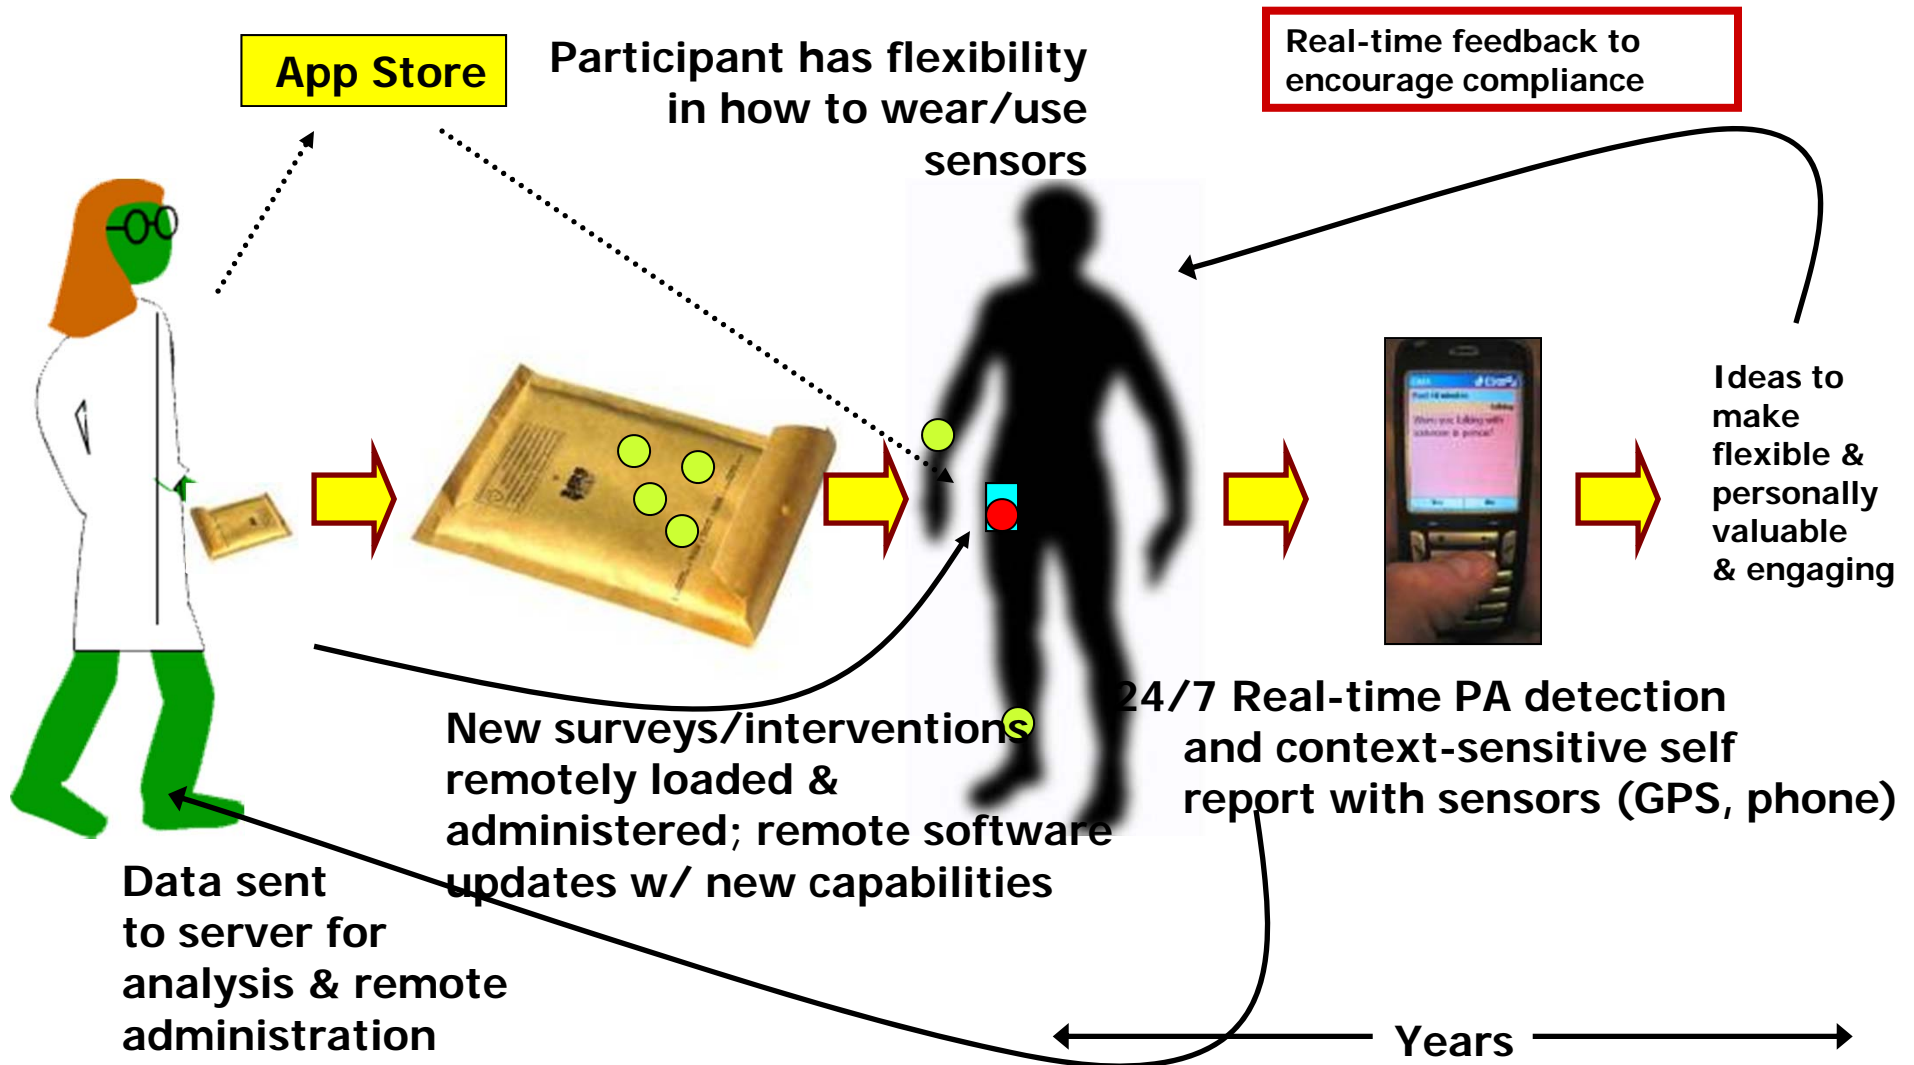 App Store
Participant has flexibility
in how to wear/use
sensors
Real-time feedback to
encourage compliance
Ideas to
make
flexible &
personally
valuable
& engaging
24/7 Real-time PA detection
and context-sensitive self
report with sensors (GPS, phone)
New surveys/interventions
remotely loaded &
administered; remote software
updates w/ new capabilities
Data sent
to server for
analysis & remote
administration
Years